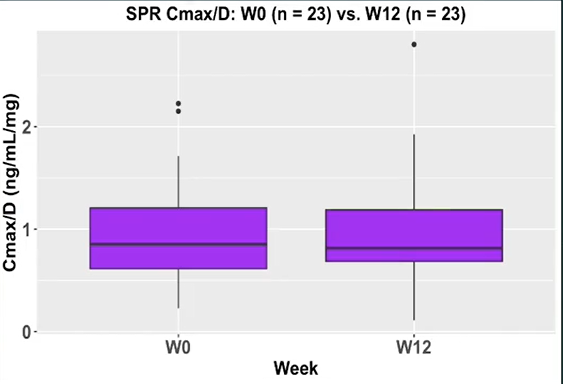 SPR Cmax/D: W0 (n = 23) vs. W12 (n = 23)
Cmax/D (ng/mL/mg)
2
1
0
W0 W12
Week